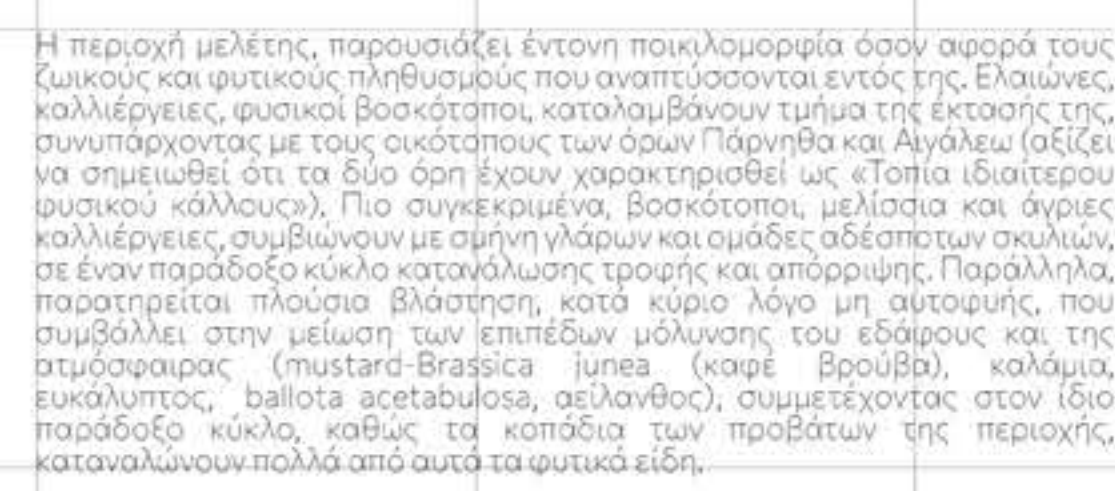 Η περιοχή μελέτης, παρουσιάζει έντονη ποικιλομορφία όσον αφορά τους
ζωικούς και φυτικούς πληθυσμούς που αναπτύσσονται εντός της. Ελαιώνες,
καλλιέργειες, φυσικοί βοσκότοποι, καταλαμβάνουν τμήμα της έκτασής της,
συνυπάρχοντας με τους οικότοπους των όρων Πάρνηθα και Αιγάλεω (αξίζει
να σημειωθεί ότι τα δύο όρη έχουν χαρακτηρισθεί ως «Τοπία ιδιαίτερου
φυσικού κάλλους»). Πιο συγκεκριμένα, βοσκότοποι, μελίσσια και άγριες
καλλιέργειες, συμβιώνουν με σμήνη γλάρων και ομάδες αδέσποτων σκυλιών
σε έναν παράδοξο κύκλο κατανάλωσης τροφής και απόρριψης. Παράλληλα,
παρατηρείται πλούσια βλάστηση, κατά κύριο λόγο μη αυτοφυής, που
συμβάλλει στην μείωση των επιπέδων μόλυνσης του εδάφους και της
ατμόσφαιρας (mustard-Brassica junea (καφέ βρούβα), καλάμια,
ευκάλυπτος, ballota acetabulosa, αείλανθος), συμμετέχοντας στον ίδιο
παράδοξο κύκλο, καθώς τα κοπάδια των προβάτων της περιοχής,
καταναλώνουν πολλά από αυτά τα φυτικά είδη.